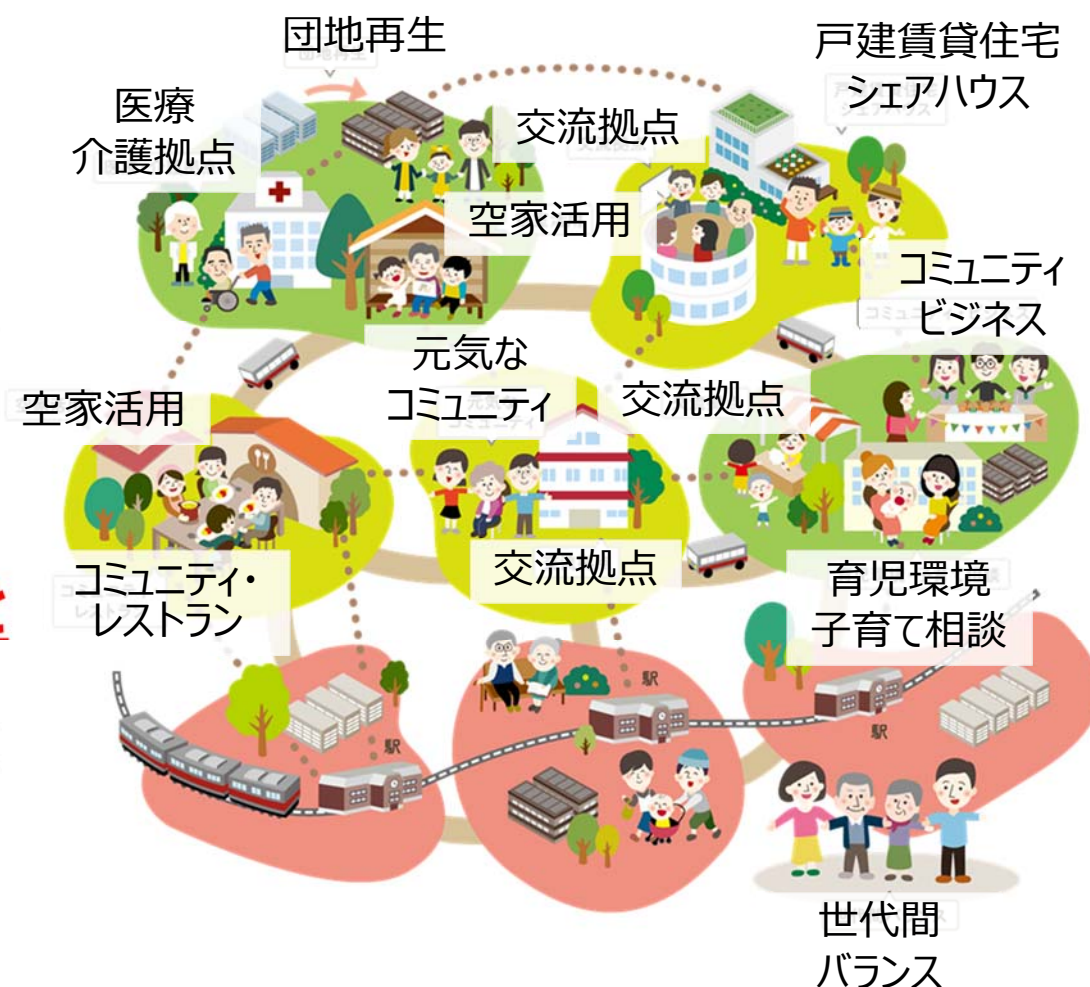 団地再生
戸建賃貸住宅
シェアハウス
医療
介護拠点
交流拠点
空家活用
コミュニティ
ビジネス
元気な
コミュニティ
交流拠点
空家活用
コミュニティ・
レストラン
交流拠点
育児環境
子育て相談
駅
駅
駅
世代間
バランス